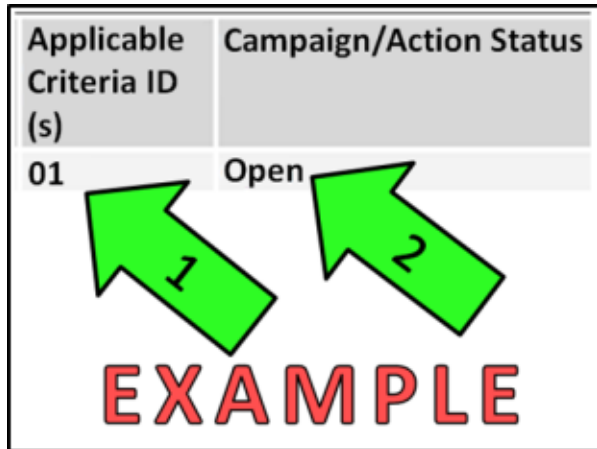 Applicable Campaign/Action Status
Criteria ID
(s)
01 Open
1 2
EXAMPLE